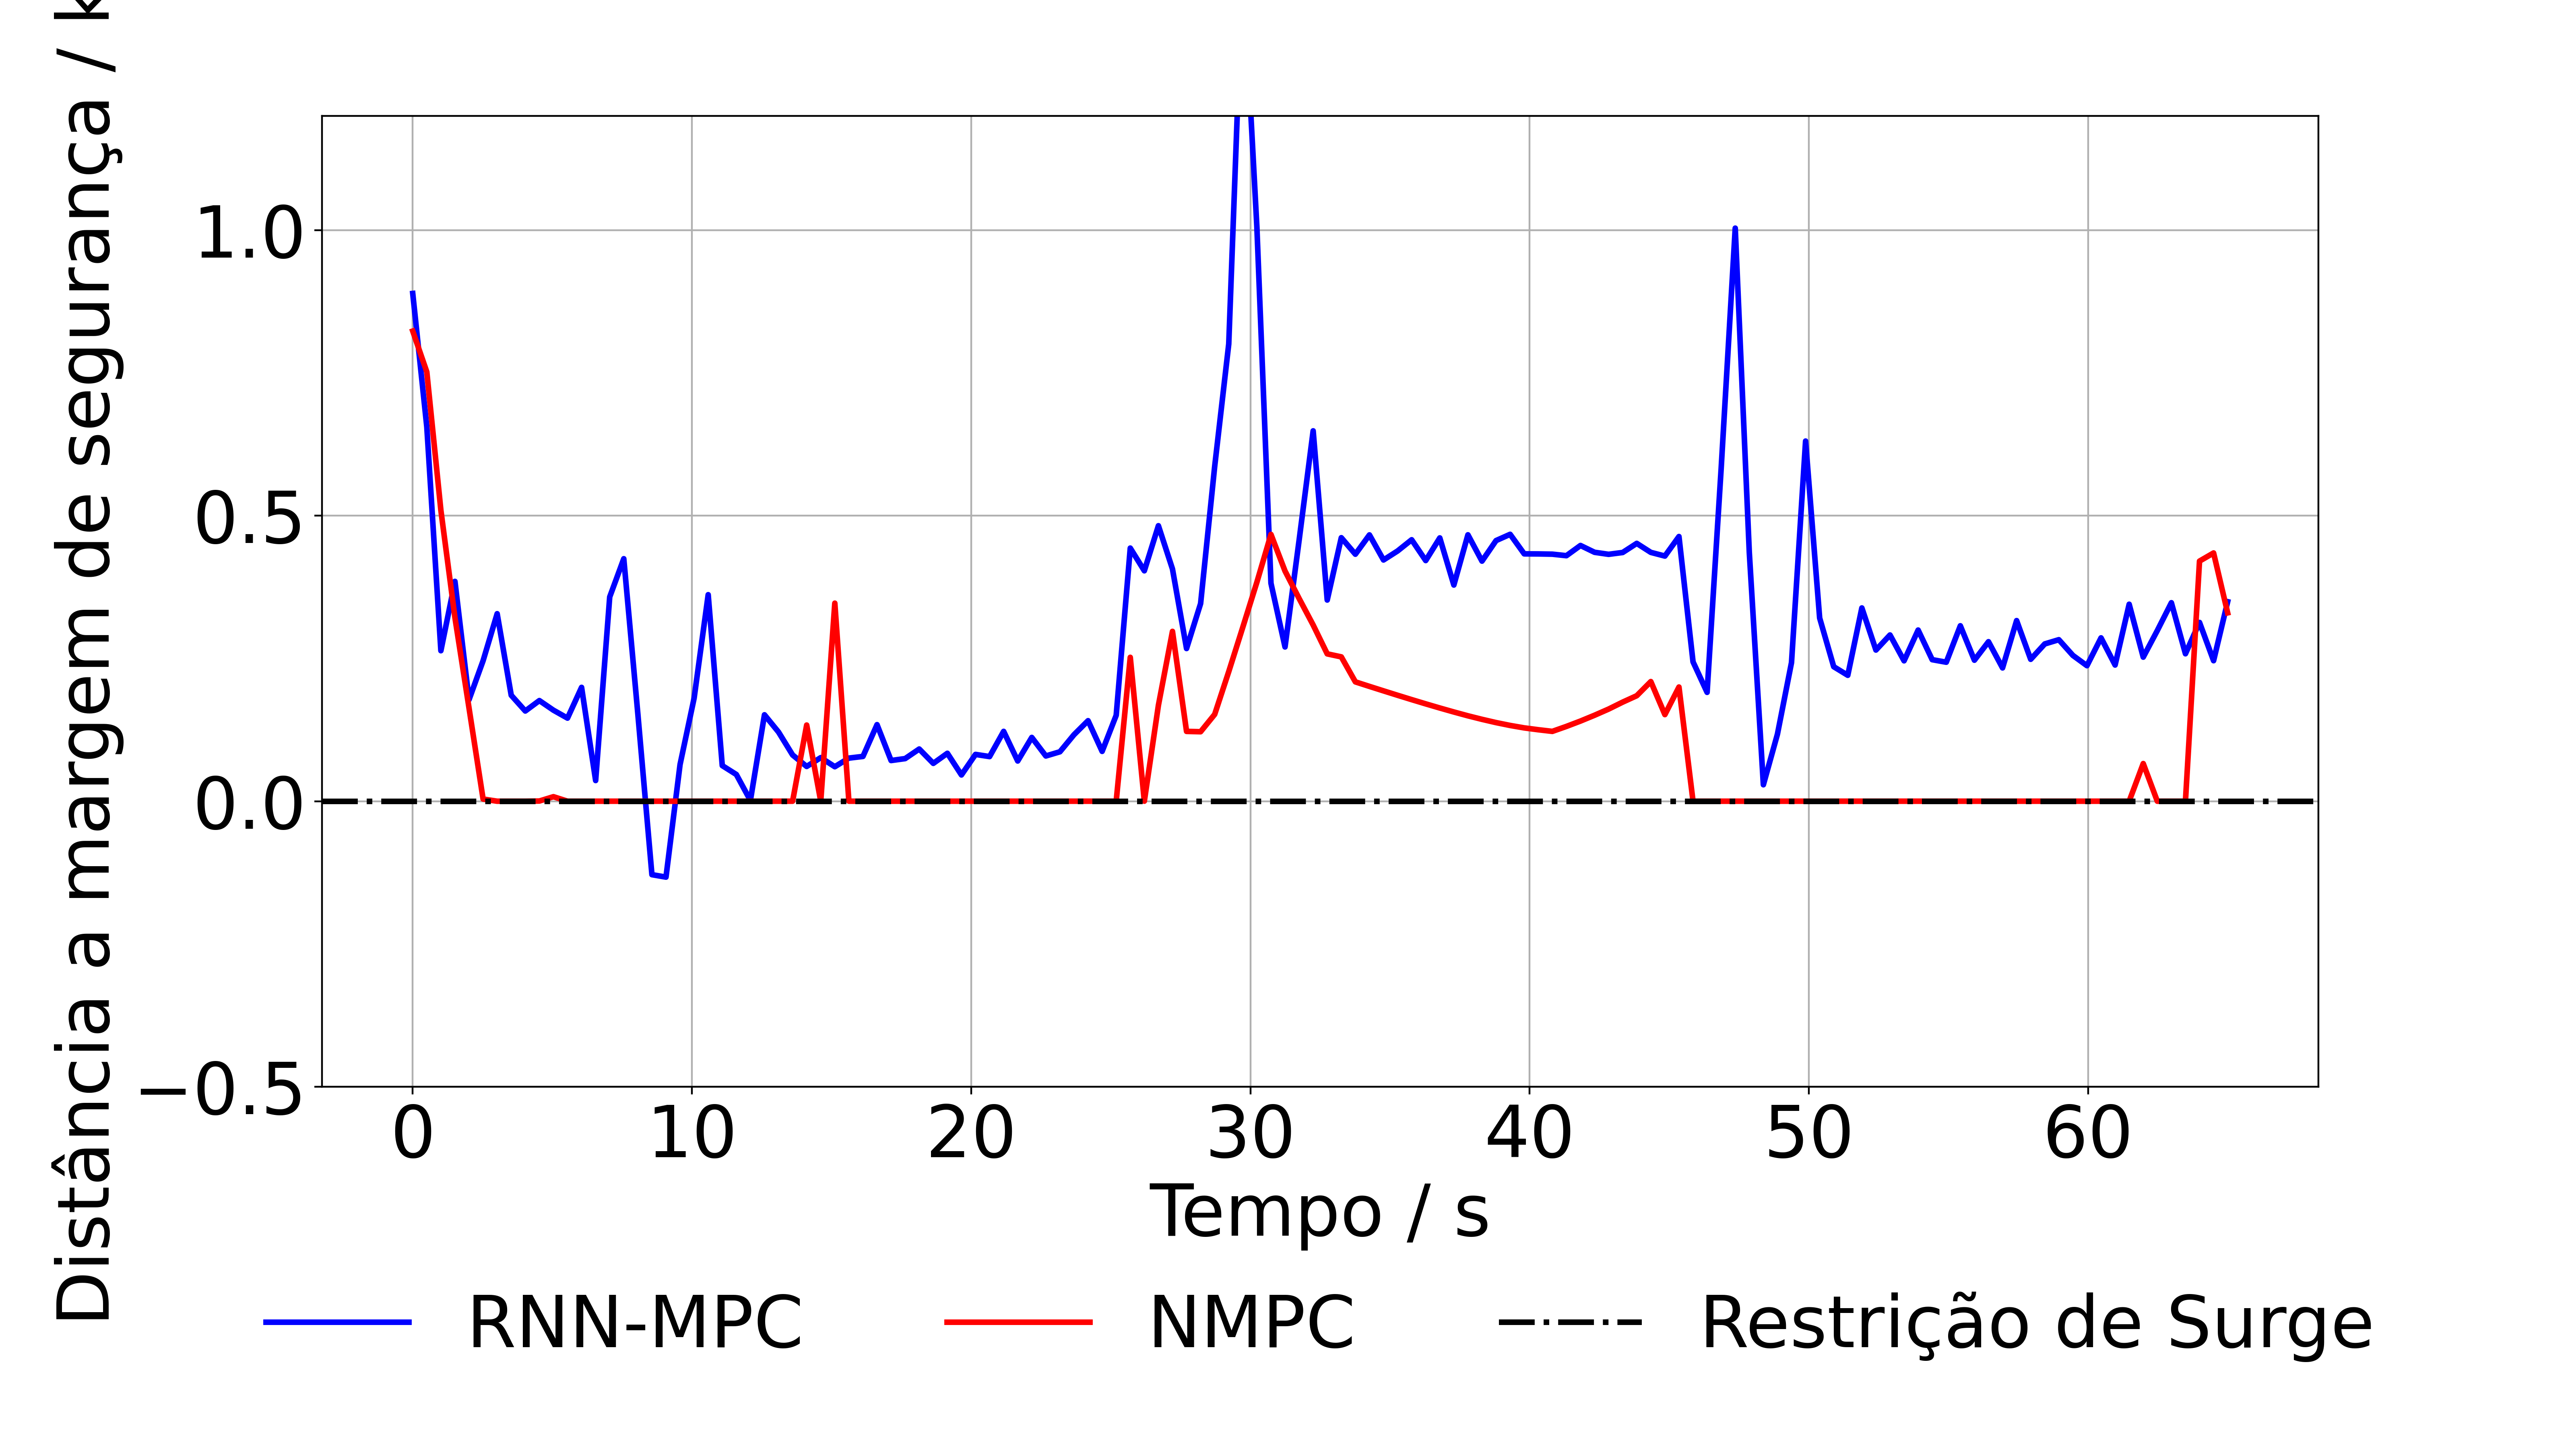 Distância a margem de segurança /
1.0
0.5
0.0
−0.5
0 10 20 30 40 50 60
Tempo / s
RNN-MPC NMPC Restrição de Surge